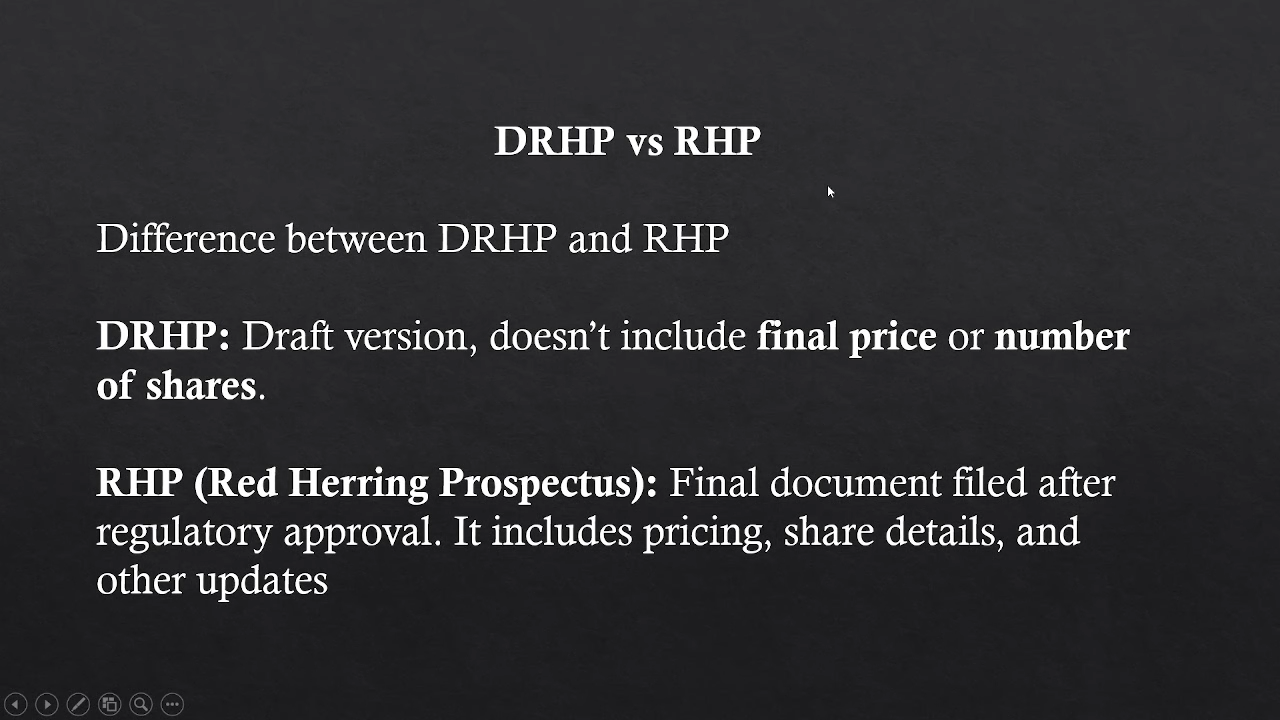 DRHP vs RHP
Difference between DRHP and RHP
DRHP: Draft version, doesn’t include final price or number
of shares.
RHP (Red Herring Prospectus): Final document filed after
regulatory approval. It includes pricing, share details, and
other updates